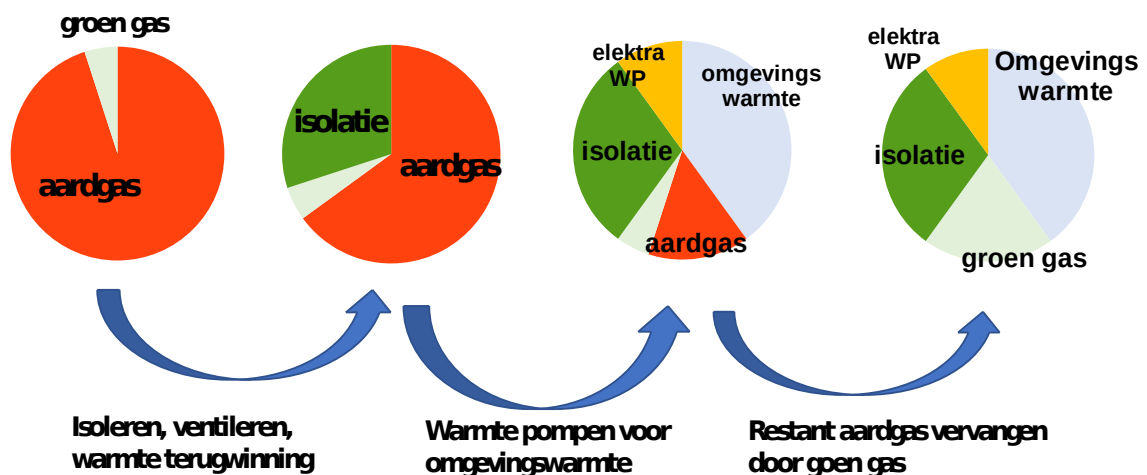 groen gas
aardgas
isolatie
aardgas
elektra
WP
omgevings
warmte
isolatie
aardgas
elektra
WP
Omgevings
warmte
isolatie
groen gas
Isoleren, ventileren,
warmte terugwinning
Warmte pompen voor
omgevingswarmte
Restant aardgas vervangen
door goen gas